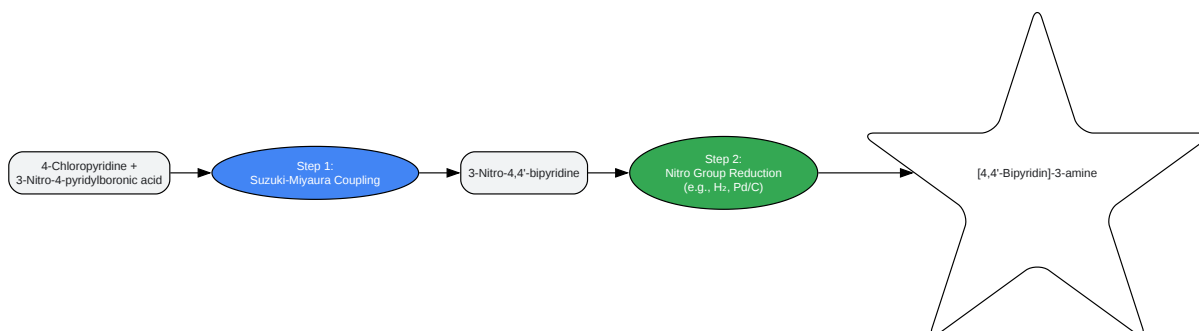 4-Chloropyridine +
3-Nitro-4-pyridylboronic acid
Step 1:
Suzuki-Miyaura Coupling
3-Nitro-4,4'-bipyridine
Step 2:
Nitro Group Reduction
(e.g., H₂, Pd/C)
[4,4'-Bipyridin]-3-amine